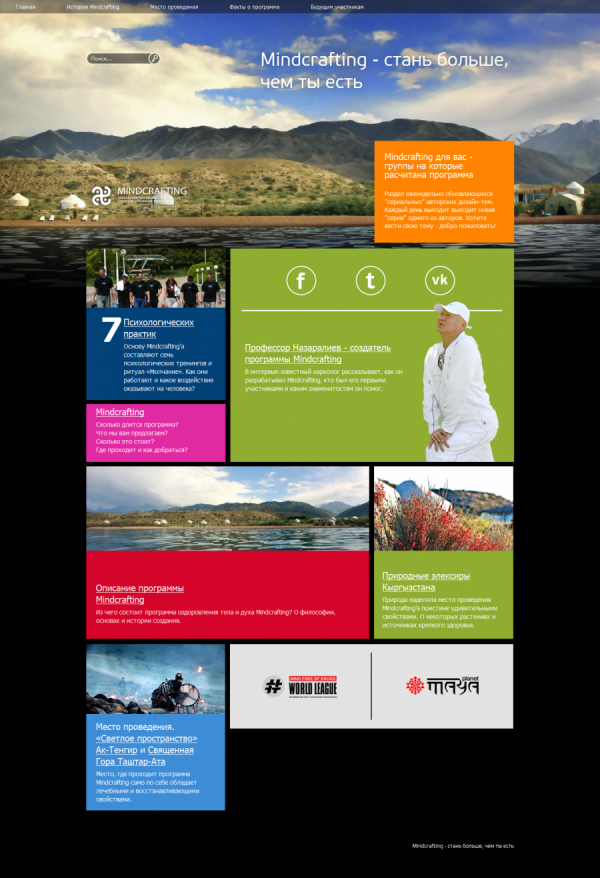 Главная История Mindcrafting Место проведения Факты о программе Будущим участникам
Поиск...
Mindcrafting - стань больше,
чем ты есть
Mindcrafting для вас -
группы на которые
расчитана программа
Раздел еженедельно обновляющихся
"сериальных" авторских дизайн-тем.
Каждый день выходит выходит новая
"серия" одного из авторов. Хотите
вести свою тему - добро пожаловать!
MINDCRAFTING
7 Психологических
практик
Основу Mindcrafting'а
составляют семь
психологических тренингов и
ритуал «Молчание». Как они
работают и какое воздействие
оказывают на человека?
f t vk
Профессор Назаралиев - создатель
программы Mindcrafting
В интервью известный нарколог рассказывает, как он
разрабатывал Mindcrafting, кто был его первыми
участниками и каким знаменитостям он помог.
Mindcrafting
Сколько длится программа?
Что мы вам предлагаем?
Сколько это стоит?
Где проходит и как добраться?
Описание программы
Mindcrafting
Из чего состоит программа оздоровления тела и духа Mindcrafting? О философии,
основах и истории создания.
Природные элексиры
Кыргызстана
Природа наделила место проведения
Mindcrafting'а поистине удивительными
свойствами. О некоторых растениях и
источниках крепкого здоровья.
Место проведения.
«Светлое пространство»
Ак-Тенгир и Священная
Гора Таштар-Ата
Место, где проходит программа
Mindcrafting само по себе обладает
лечебными и восстанавливающими
свойствами.
# MIND FREE OF DRUGS
WORLD LEAGUE
planet
maya
Mindcrafting - стань больше, чем ты есть